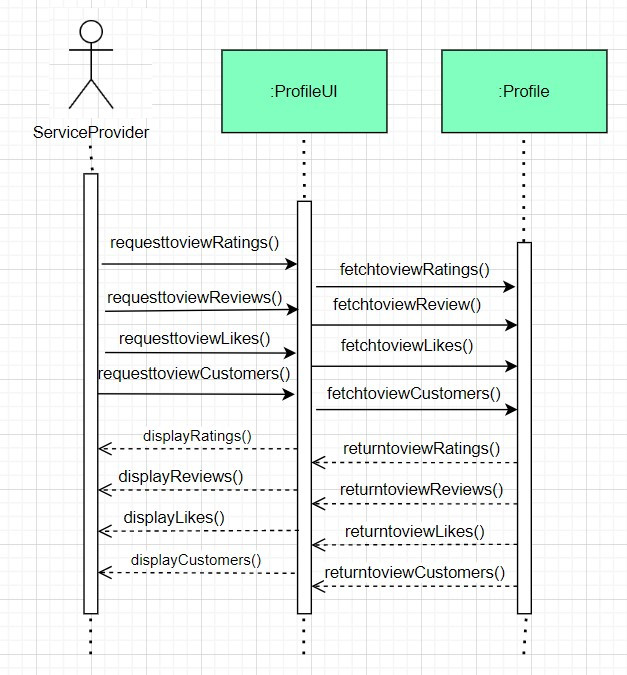 :ProfileUI
:Profile
ServiceProvider
requesttoviewRatings()
fetchtoviewRatings()
requesttoviewReviews()
fetchtoviewReview()
requesttoviewLikes()
fetchtoviewLikes()
requesttoviewCustomers()
fetchtoviewCustomers()
displayRatings()
returntoviewRatings()
displayReviews()
returntoviewReviews()
displayLikes()
returntoviewLikes()
displayCustomers()
returntoviewCustomers()